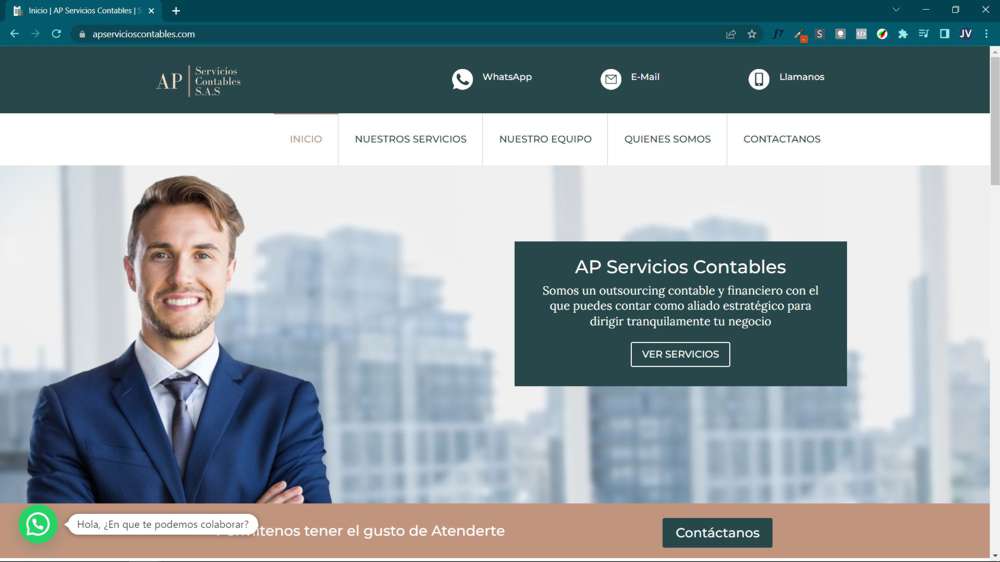 Inicio | AP Servicios Contables | S
apservicioscontables.com
JV
AP
Servicios
Contables
S.A.S
WhatsApp
E-Mail
Llamanos
INICIO
NUESTROS SERVICIOS
NUESTRO EQUIPO
QUIENES SOMOS
CONTACTANOS
AP Servicios Contables
Somos un outsourcing contable y financiero con el
que puedes contar como aliado estratégico para
dirigir tranquilamente tu negocio
VER SERVICIOS
Hola, ¿En que te podemos colaborar?
tenos tener el gusto de Atenderte
Contáctanos